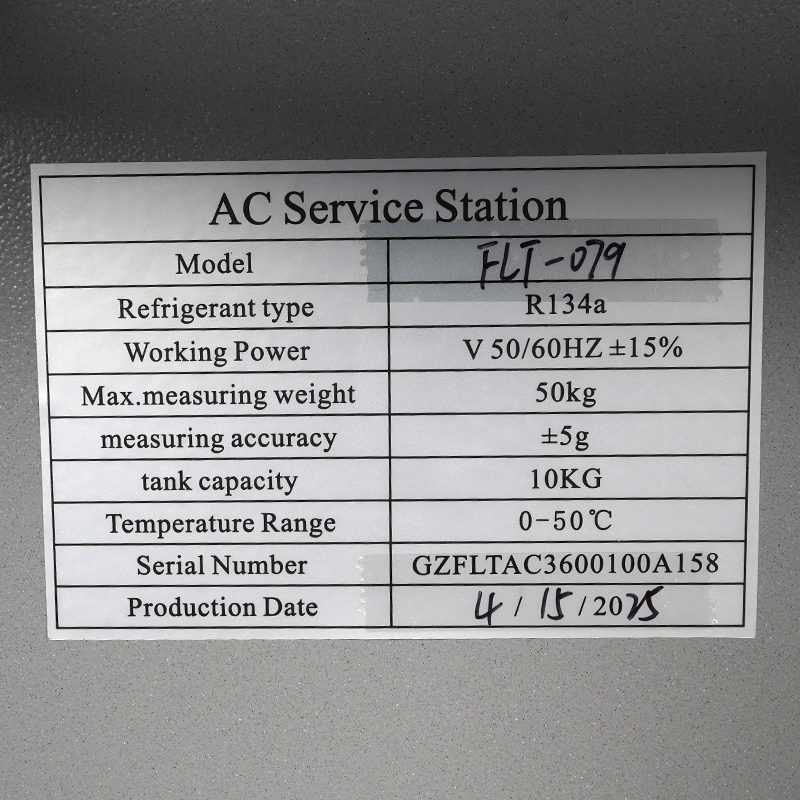 AC Service Station
Model FLT-079
Refrigerant type R134a
Working Power V 50/60HZ ±15%
Max.measuring weight 50kg
measuring accuracy ±5g
tank capacity 10KG
Temperature Range 0-50℃
Serial Number GZFLTAC3600100A158
Production Date 4 / 15 / 2025